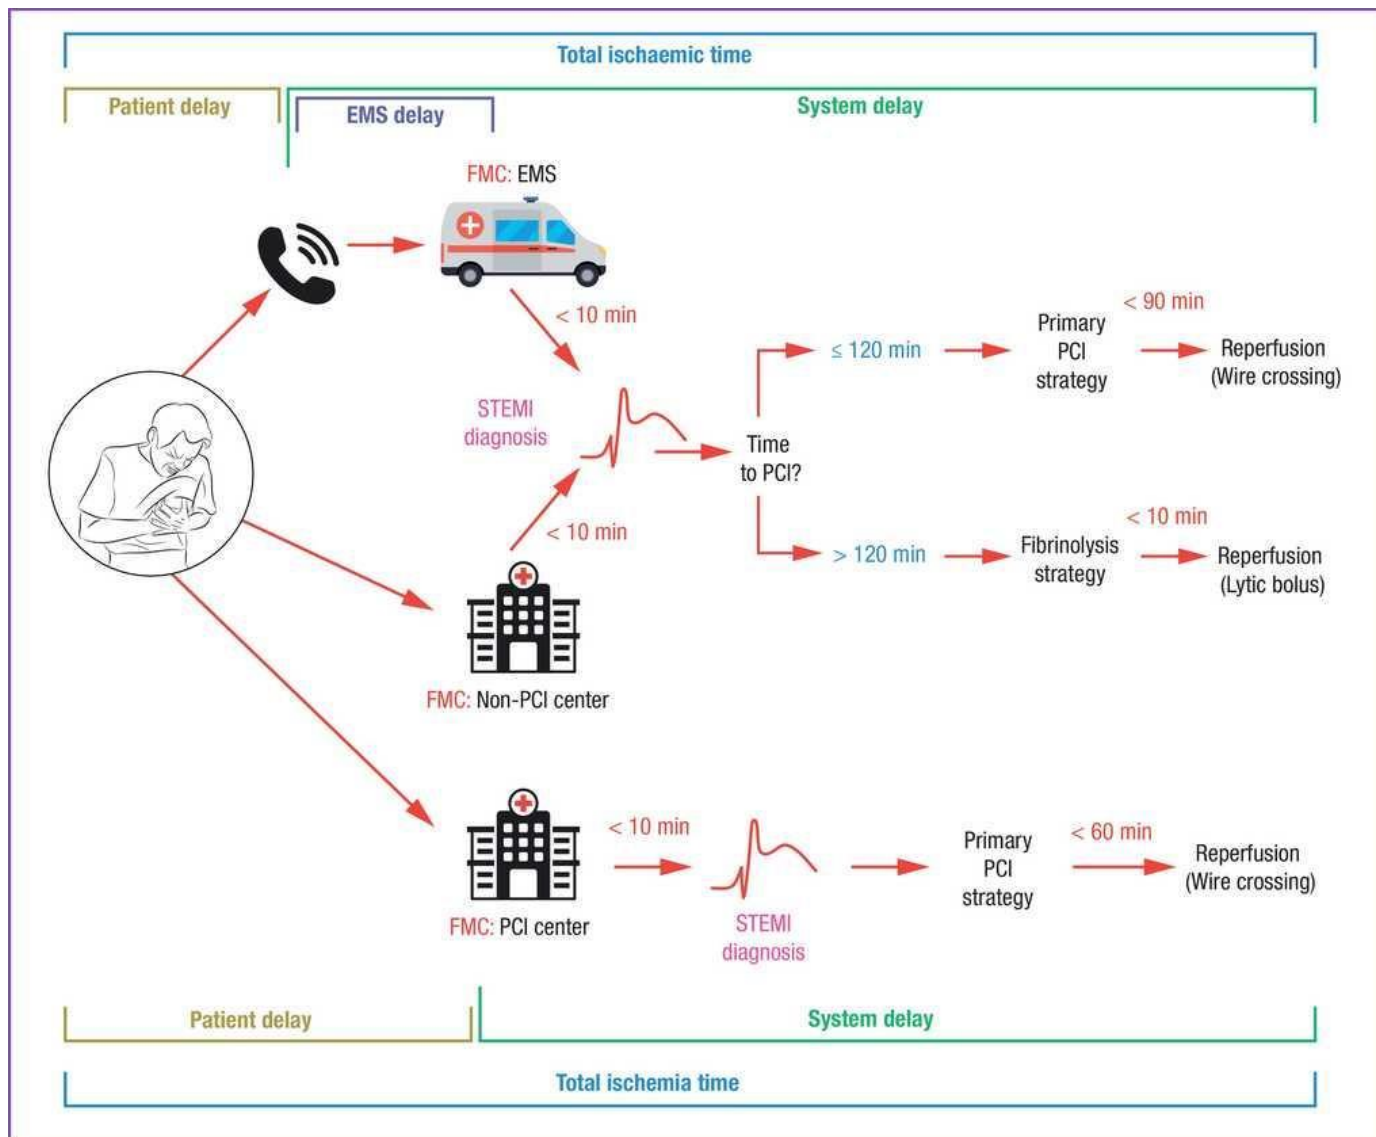 Total ischaemic time
Patient delay
EMS delay
System delay
FMC: EMS
< 10 min
STEMI
diagnosis
< 10 min
FMC: Non-PCI center
Time
to PCI?
≤ 120 min
Primary
PCI
strategy
< 90 min
Reperfusion
(Wire crossing)
> 120 min
Fibrinolysis
strategy
< 10 min
Reperfusion
(Lytic bolus)
FMC: PCI center
< 10 min
STEMI
diagnosis
Primary
PCI
strategy
< 60 min
Reperfusion
(Wire crossing)
Patient delay
System delay
Total ischemia time